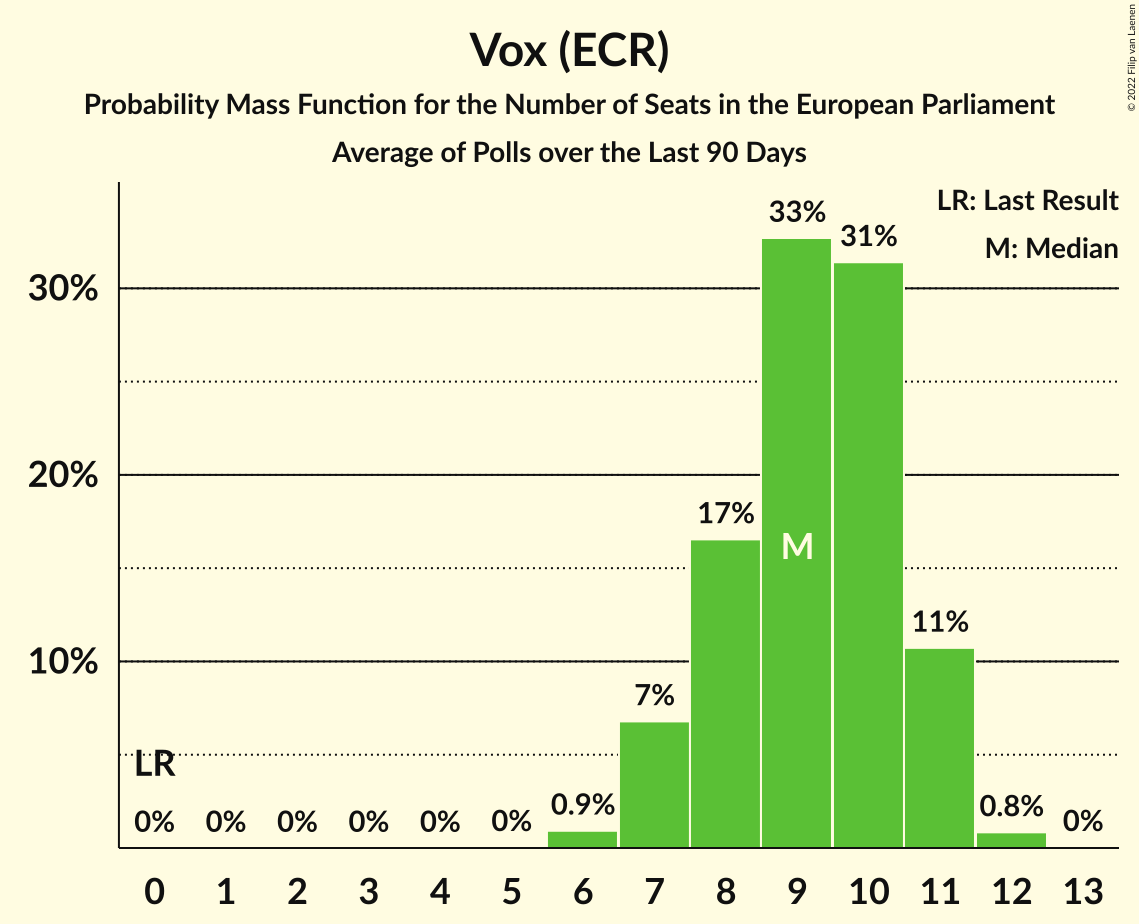 Vox (ECR)
Probability Mass Function for the Number of Seats in the European Parliament
Average of Polls over the Last 90 Days
© 2022 Filip van Laenen
LR: Last Result
M: Median
30%
20%
10%
LR
0% 0% 0% 0% 0% 0% 0.9% 7% 17% 33% 31% 11% 0.8% 0%
M
0 1 2 3 4 5 6 7 8 9 10 11 12 13